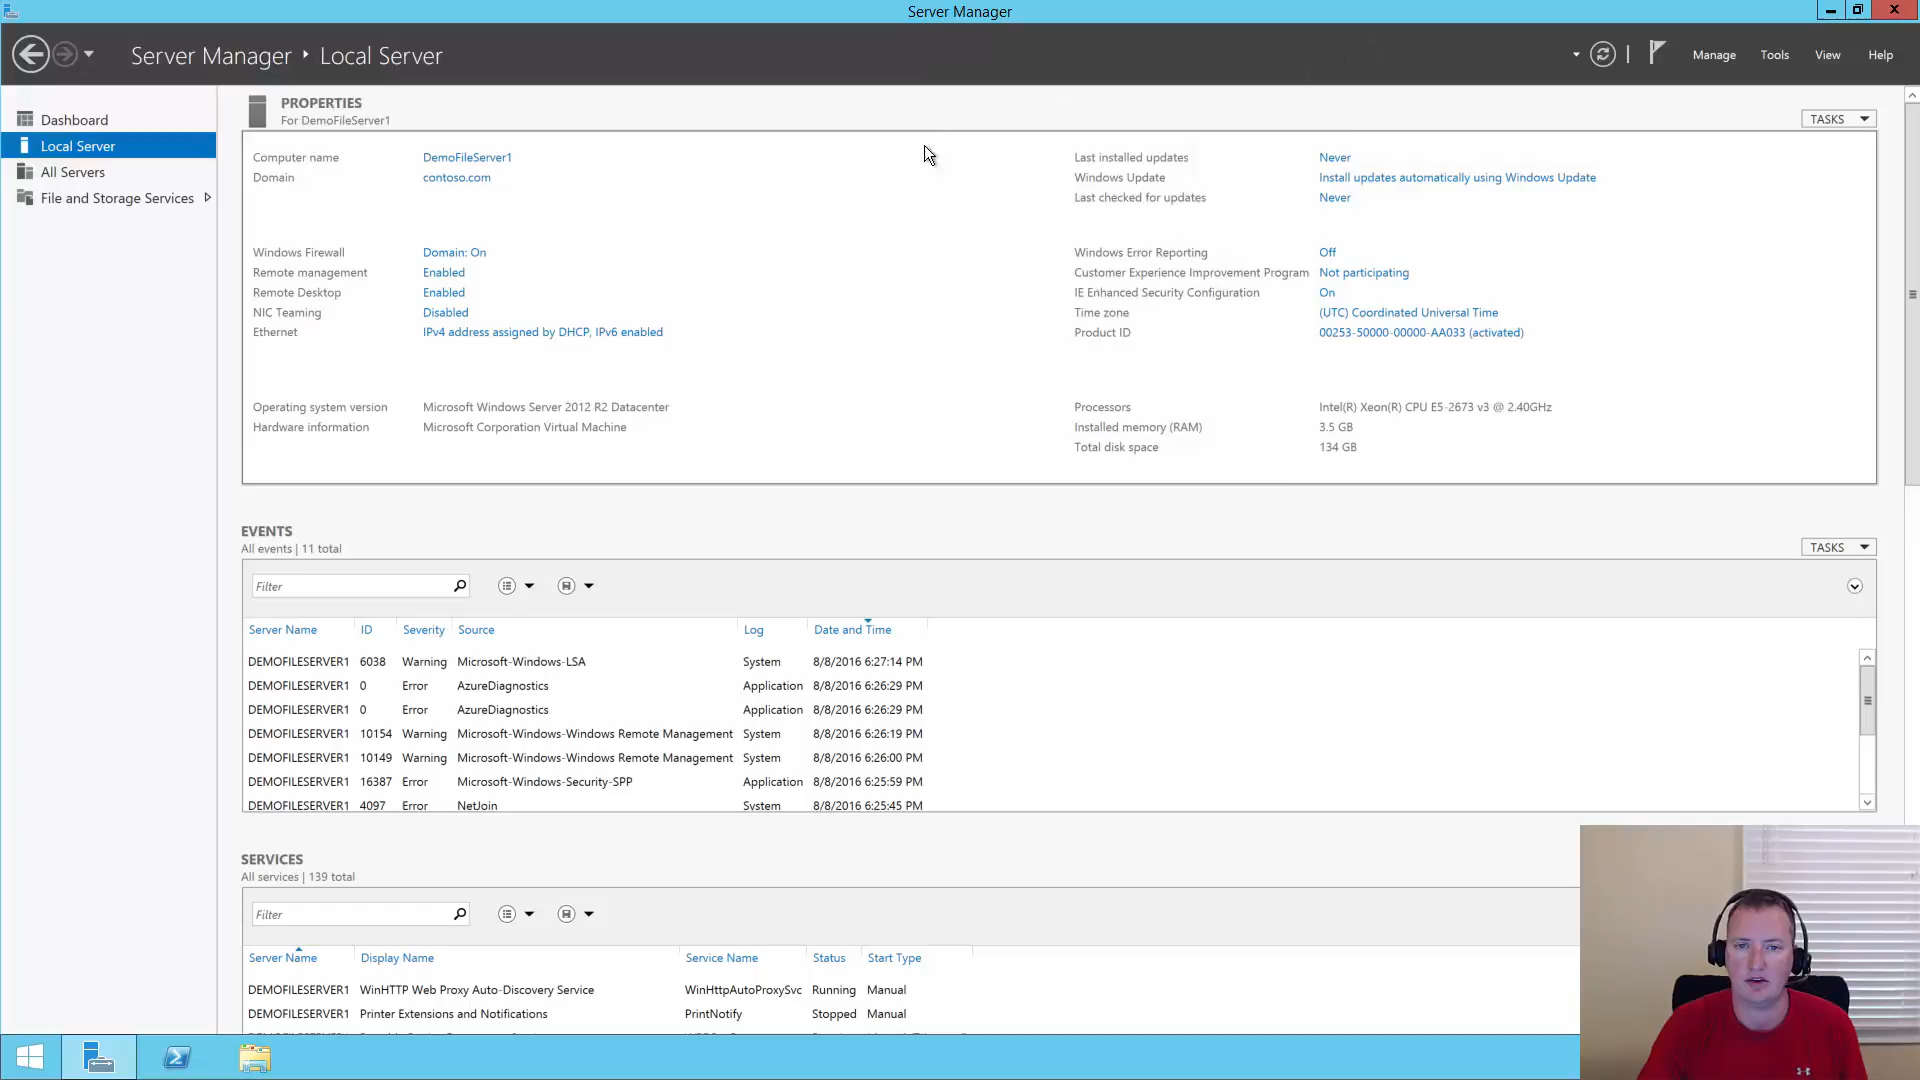 Server Manager
Server Manager ‣ Local Server
Manage Tools View Help
Dashboard
Local Server
All Servers
File and Storage Services
PROPERTIES
For DemoFileServer1
TASKS
Computer name DemoFileServer1
Domain contoso.com
Last installed updates Never
Windows Update Install updates automatically using Windows Update
Last checked for updates Never
Windows Firewall Domain: On
Remote management Enabled
Remote Desktop Enabled
NIC Teaming Disabled
Ethernet IPv4 address assigned by DHCP, IPv6 enabled
Windows Error Reporting Off
Customer Experience Improvement Program Not participating
IE Enhanced Security Configuration On
Time zone (UTC) Coordinated Universal Time
Product ID 00253-50000-00000-AA033 (activated)
Operating system version Microsoft Windows Server 2012 R2 Datacenter
Hardware information Microsoft Corporation Virtual Machine
Processors Intel(R) Xeon(R) CPU E5-2673 v3 @ 2.40GHz
Installed memory (RAM) 3.5 GB
Total disk space 134 GB
EVENTS
All events | 11 total
TASKS
Filter
Server Name ID Severity Source Log Date and Time
DEMOFILESERVER1 6038 Warning Microsoft-Windows-LSA System 8/8/2016 6:27:14 PM
DEMOFILESERVER1 0 Error AzureDiagnostics Application 8/8/2016 6:26:29 PM
DEMOFILESERVER1 0 Error AzureDiagnostics Application 8/8/2016 6:26:29 PM
DEMOFILESERVER1 10154 Warning Microsoft-Windows-Windows Remote Management System 8/8/2016 6:26:19 PM
DEMOFILESERVER1 10149 Warning Microsoft-Windows-Windows Remote Management System 8/8/2016 6:26:00 PM
DEMOFILESERVER1 16387 Error Microsoft-Windows-Security-SPP Application 8/8/2016 6:25:59 PM
DEMOFILESERVER1 4097 Error NetJoin System 8/8/2016 6:25:45 PM
SERVICES
All services | 139 total
Filter
Server Name Display Name Service Name Status Start Type
DEMOFILESERVER1 WinHTTP Web Proxy Auto-Discovery Service WinHttpAutoProxySvc Running Manual
DEMOFILESERVER1 Printer Extensions and Notifications PrintNotify Stopped Manual